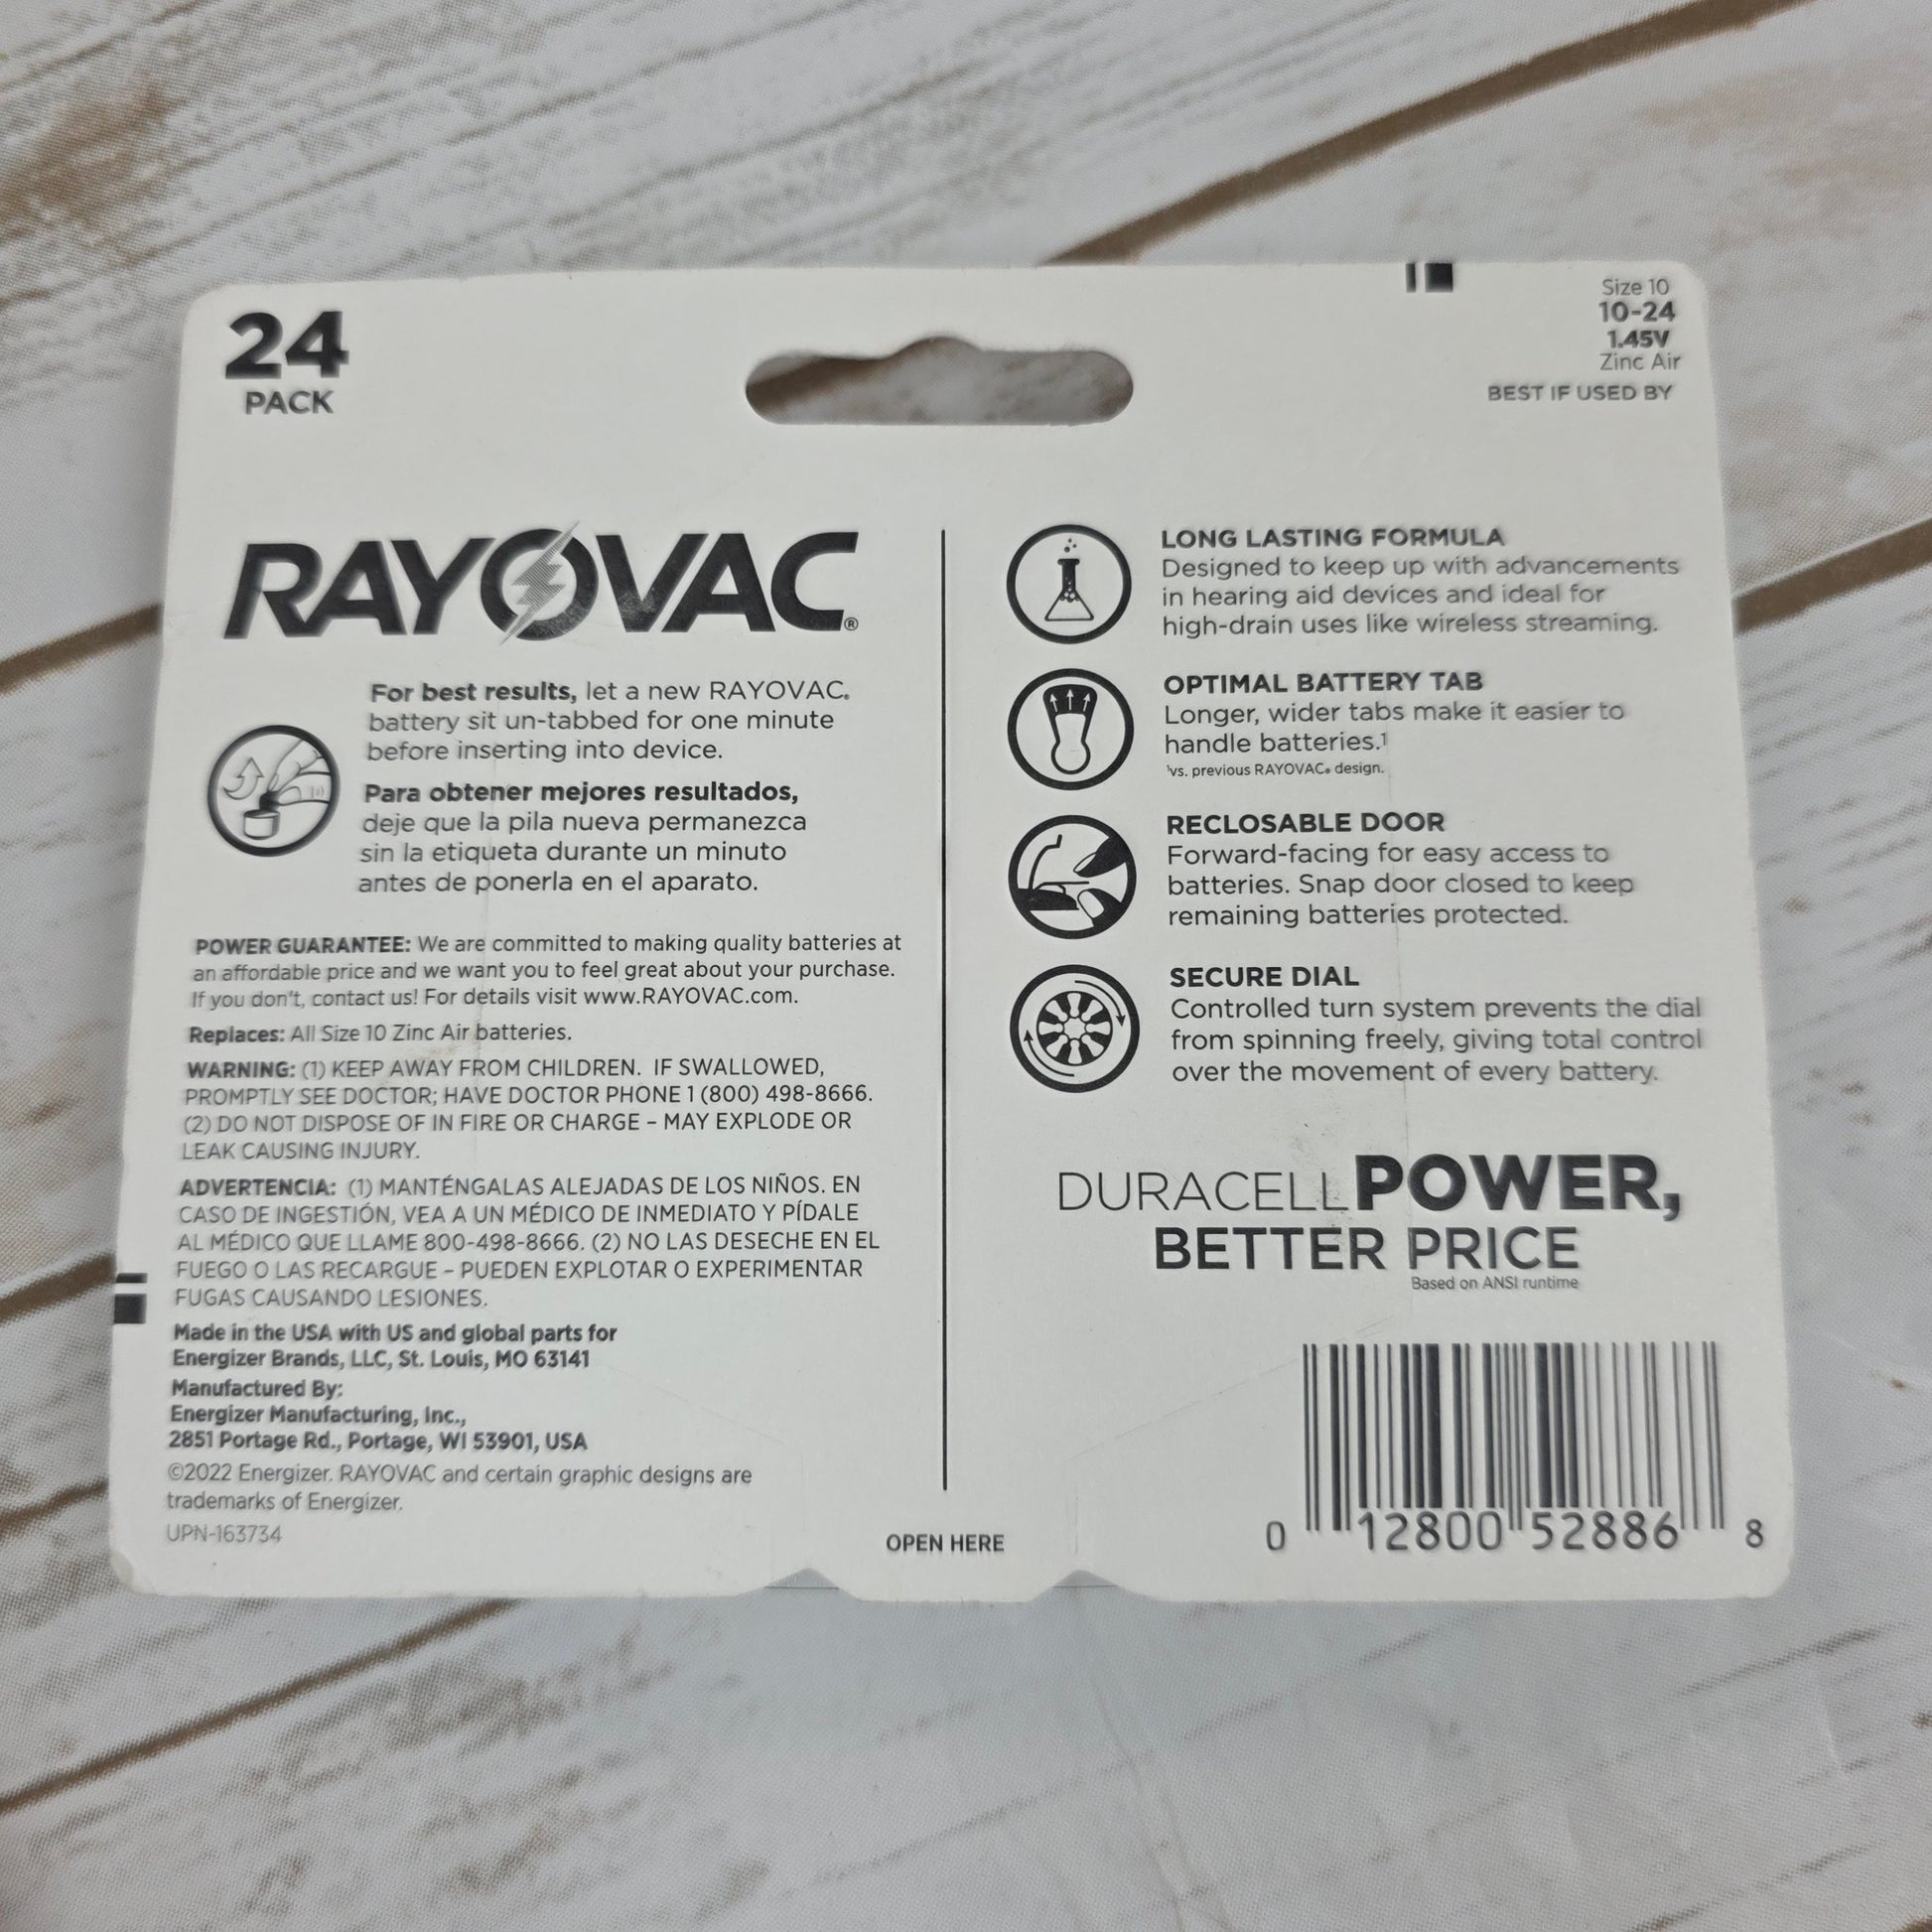 24
PACK
Size 10
10-24
1.45V
Zinc Air
BEST IF USED BY
RAYOVAC®
For best results, let a new RAYOVAC®
battery sit un-tabbed for one minute
before inserting into device.
Para obtener mejores resultados,
deje que la pila nueva permanezca
sin la etiqueta durante un minuto
antes de ponerla en el aparato.
POWER GUARANTEE: We are committed to making quality batteries at
an affordable price and we want you to feel great about your purchase.
If you don't, contact us! For details visit www.RAYOVAC.com.
Replaces: All Size 10 Zinc Air batteries.
WARNING: (1) KEEP AWAY FROM CHILDREN. IF SWALLOWED,
PROMPTLY SEE DOCTOR; HAVE DOCTOR PHONE 1 (800) 498-8666.
(2) DO NOT DISPOSE OF IN FIRE OR CHARGE – MAY EXPLODE OR
LEAK CAUSING INJURY.
ADVERTENCIA: (1) MANTÉNGALAS ALEJADAS DE LOS NIÑOS. EN
CASO DE INGESTIÓN, VEA A UN MÉDICO DE INMEDIATO Y PÍDALE
AL MÉDICO QUE LLAME 800-498-8666. (2) NO LAS DESECHE EN EL
FUEGO O LAS RECARGUE – PUEDEN EXPLOTAR O EXPERIMENTAR
FUGAS CAUSANDO LESIONES.
Made in the USA with US and global parts for
Energizer Brands, LLC, St. Louis, MO 63141
Manufactured By:
Energizer Manufacturing, Inc.,
2851 Portage Rd., Portage, WI 53901, USA
©2022 Energizer. RAYOVAC and certain graphic designs are
trademarks of Energizer.
UPN-163734
OPEN HERE
LONG LASTING FORMULA
Designed to keep up with advancements
in hearing aid devices and ideal for
high-drain uses like wireless streaming.
OPTIMAL BATTERY TAB
Longer, wider tabs make it easier to
handle batteries.¹
¹vs. previous RAYOVAC® design.
RECLOSABLE DOOR
Forward-facing for easy access to
batteries. Snap door closed to keep
remaining batteries protected.
SECURE DIAL
Controlled turn system prevents the dial
from spinning freely, giving total control
over the movement of every battery.
DURACELL POWER,
BETTER PRICE
Based on ANSI runtime
0 12800 52886 8